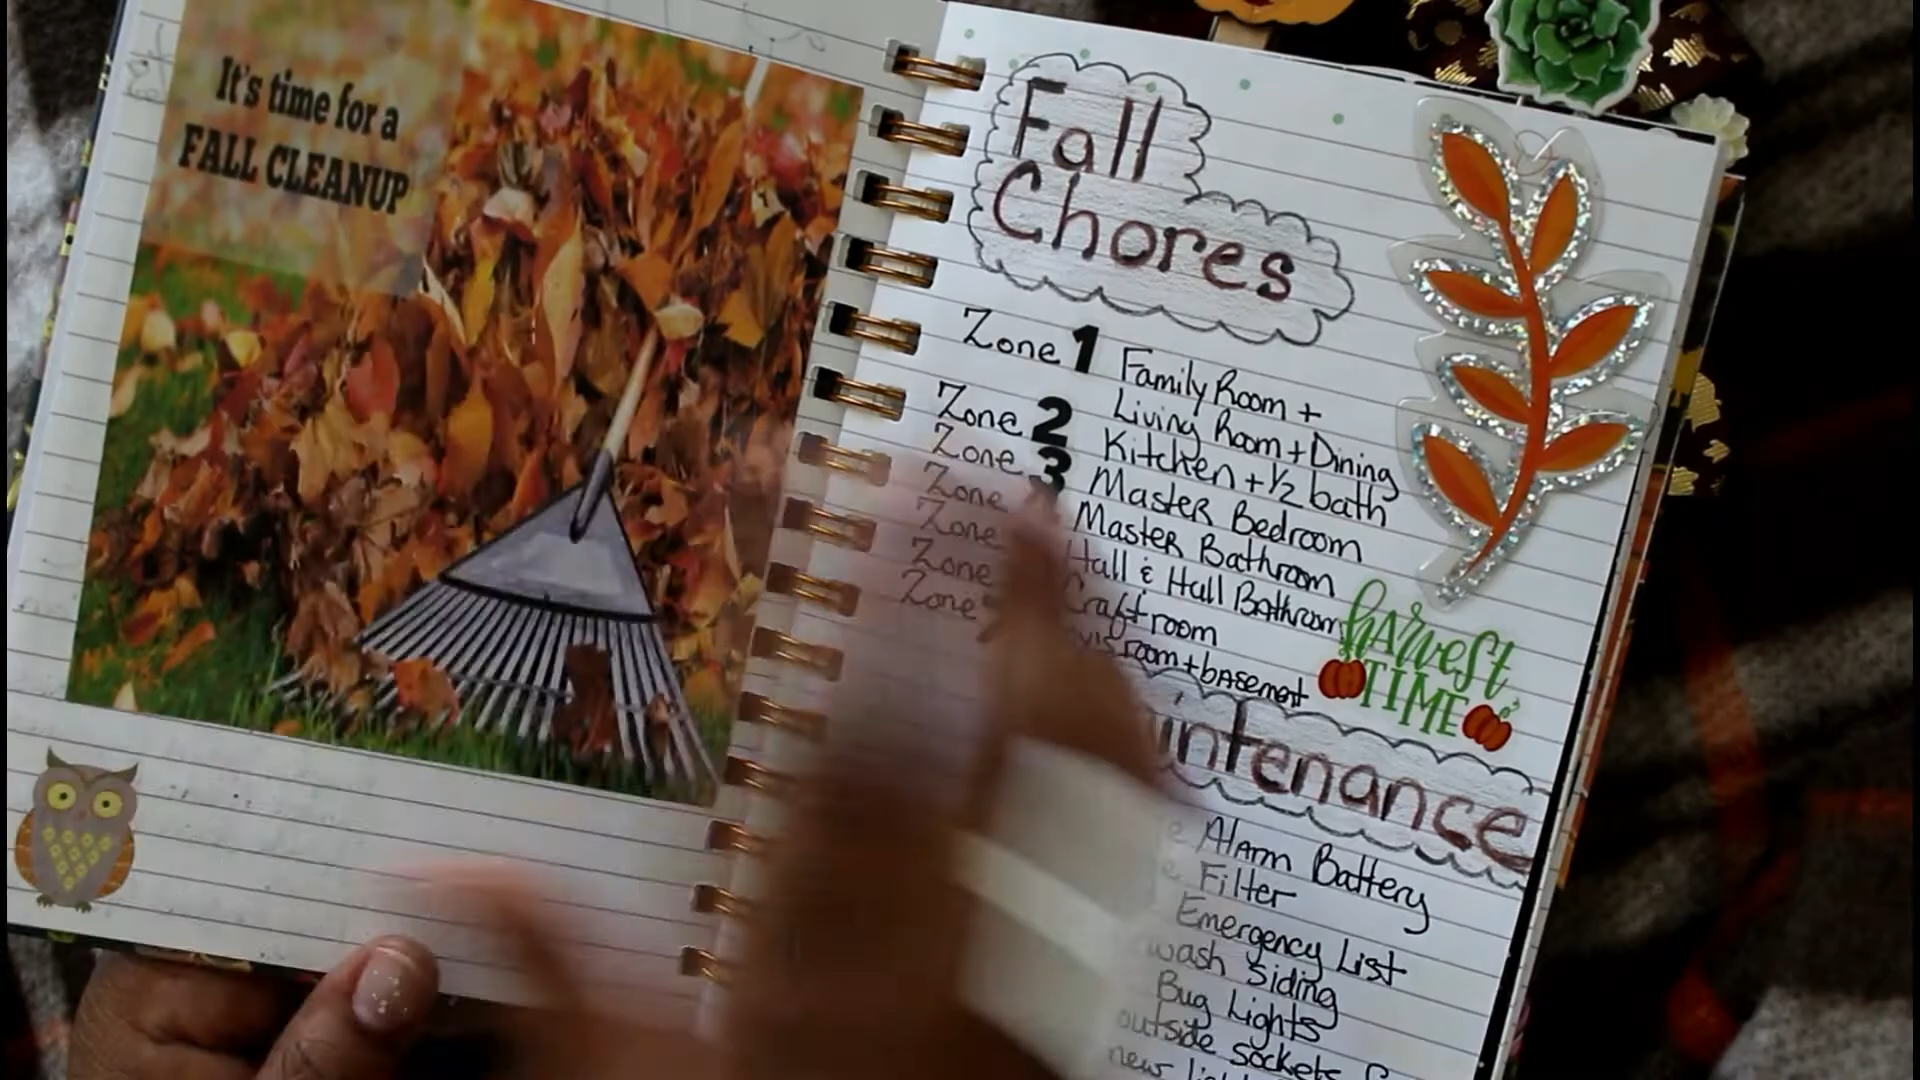 It's time for a
FALL CLEANUP
Fall
Chores
Zone 1 Family Room +
Living Room + Dining
Zone 2 Kitchen + 1/2 bath
Zone 3 Master Bedroom
Zone Master Bathroom
Zone Hall & Hall Bathroom
Zone Craft room
Zone room + basement
harvest
TIME
Alarm Battery
Filter
Emergency List
wash Siding
Bug Lights
outside sockets
new